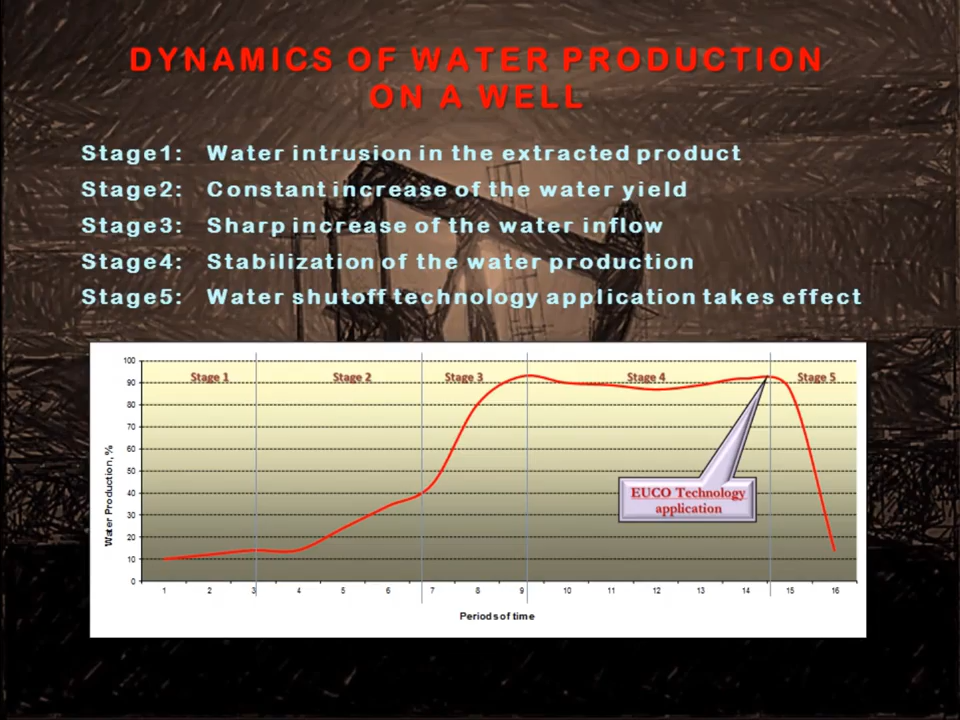 DYNAMICS OF WATER PRODUCTION
ON A WELL
Stage1: Water intrusion in the extracted product
Stage2: Constant increase of the water yield
Stage3: Sharp increase of the water inflow
Stage4: Stabilization of the water production
Stage5: Water shutoff technology application takes effect
100
90
80
70
60
50
40
30
20
10
0
Water Production, %
Stage 1 Stage 2 Stage 3 Stage 4 Stage 5
EUCO Technology
application
1 2 3 4 5 6 7 8 9 10 11 12 13 14 15 16
Periods of time